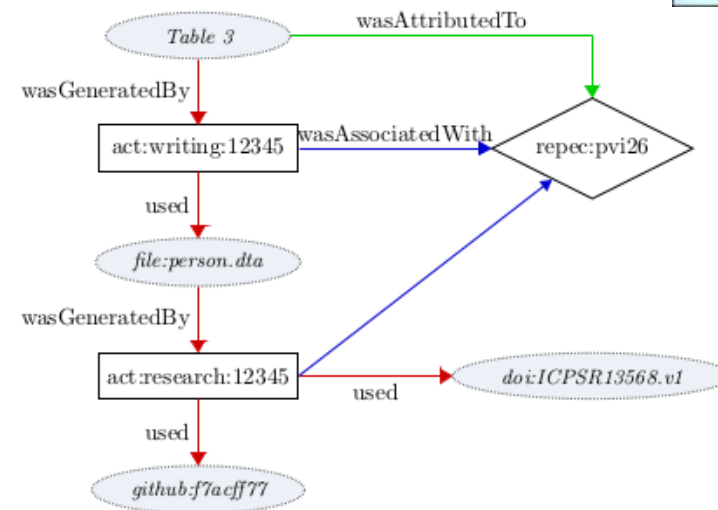 wasAttributedTo
Table 3
wasGeneratedBy
act:writing:12345
wasAssociatedWith
repec:pvi26
used
file:person.dta
wasGeneratedBy
act:research:12345
used
doi:ICPSR13568.v1
used
github:f7acff77